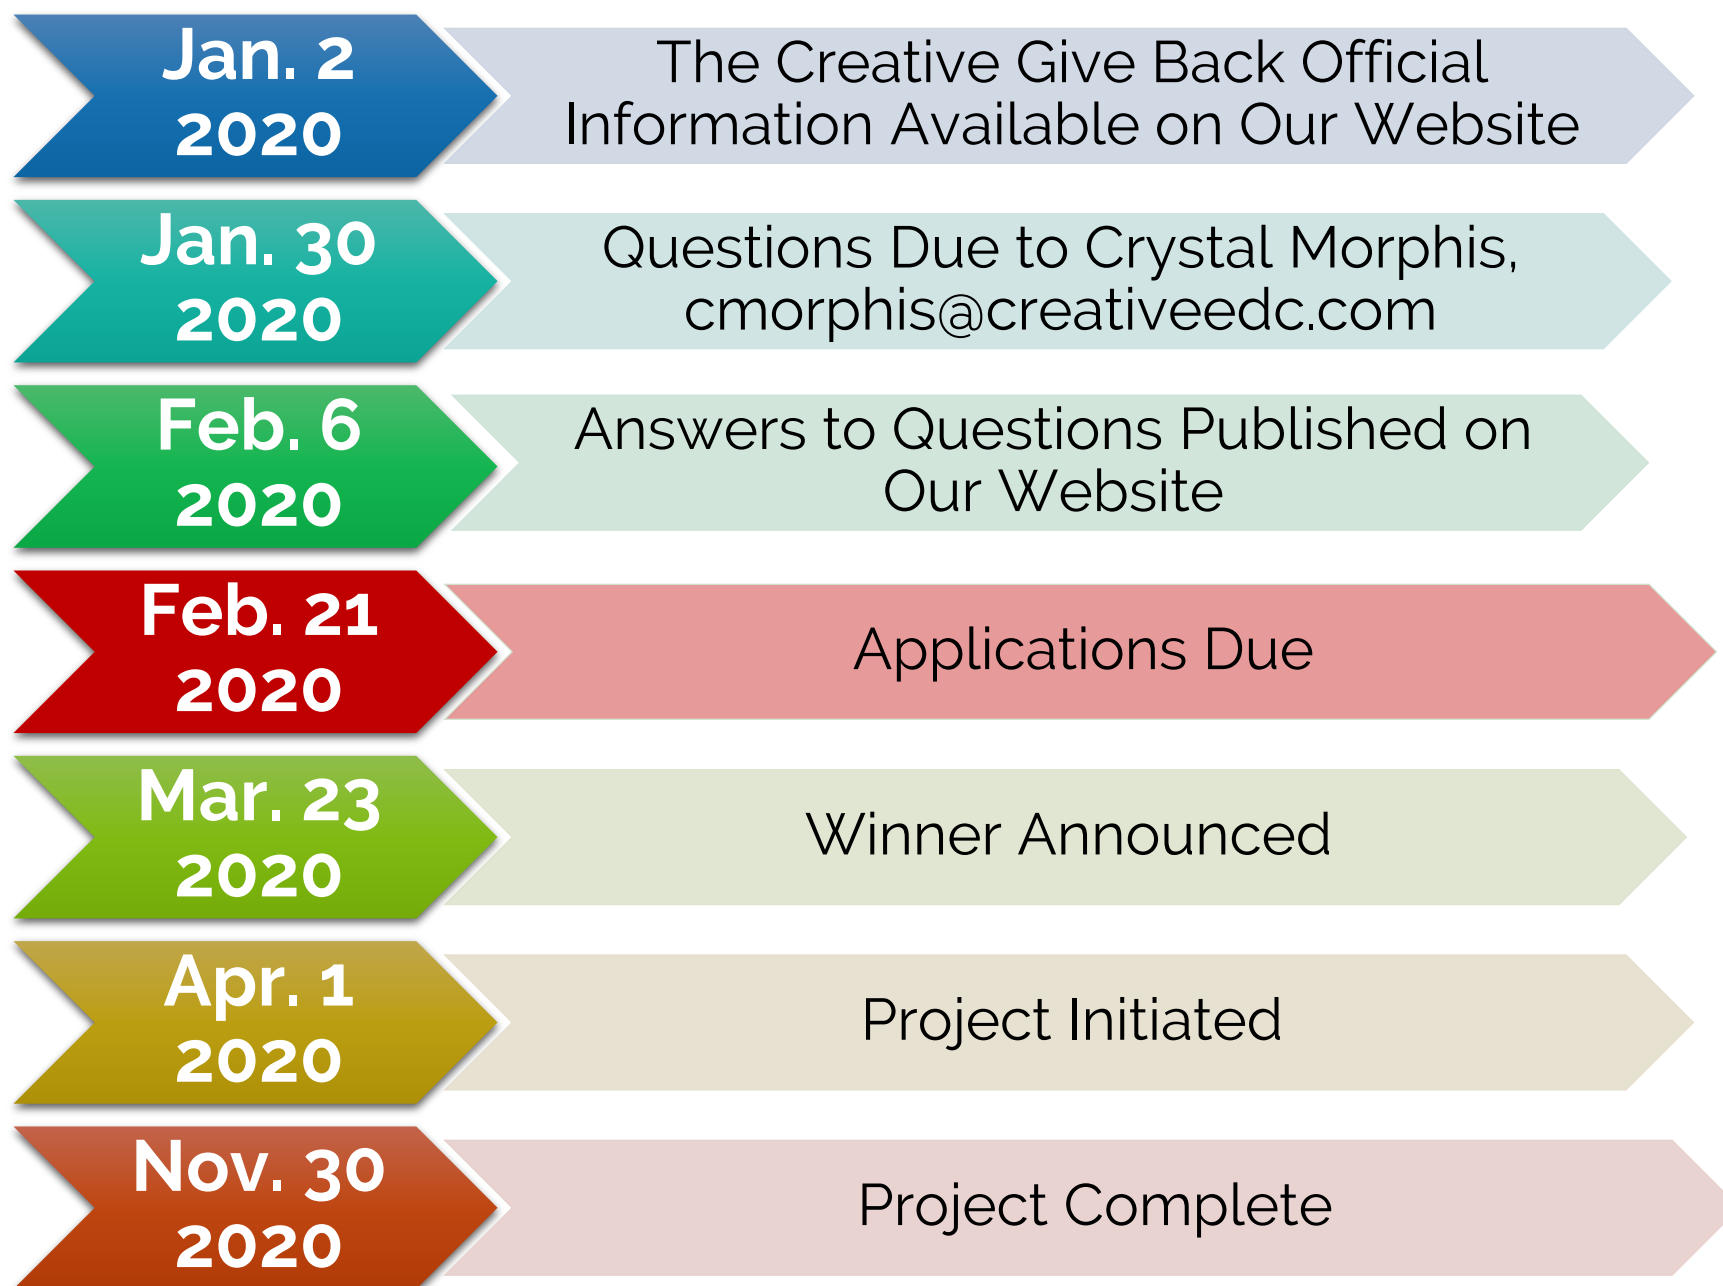 Jan. 2
2020
The Creative Give Back Official
Information Available on Our Website
Jan. 30
2020
Questions Due to Crystal Morphis,
cmorphis@creativeedc.com
Feb. 6
2020
Answers to Questions Published on
Our Website
Feb. 21
2020
Applications Due
Mar. 23
2020
Winner Announced
Apr. 1
2020
Project Initiated
Nov. 30
2020
Project Complete